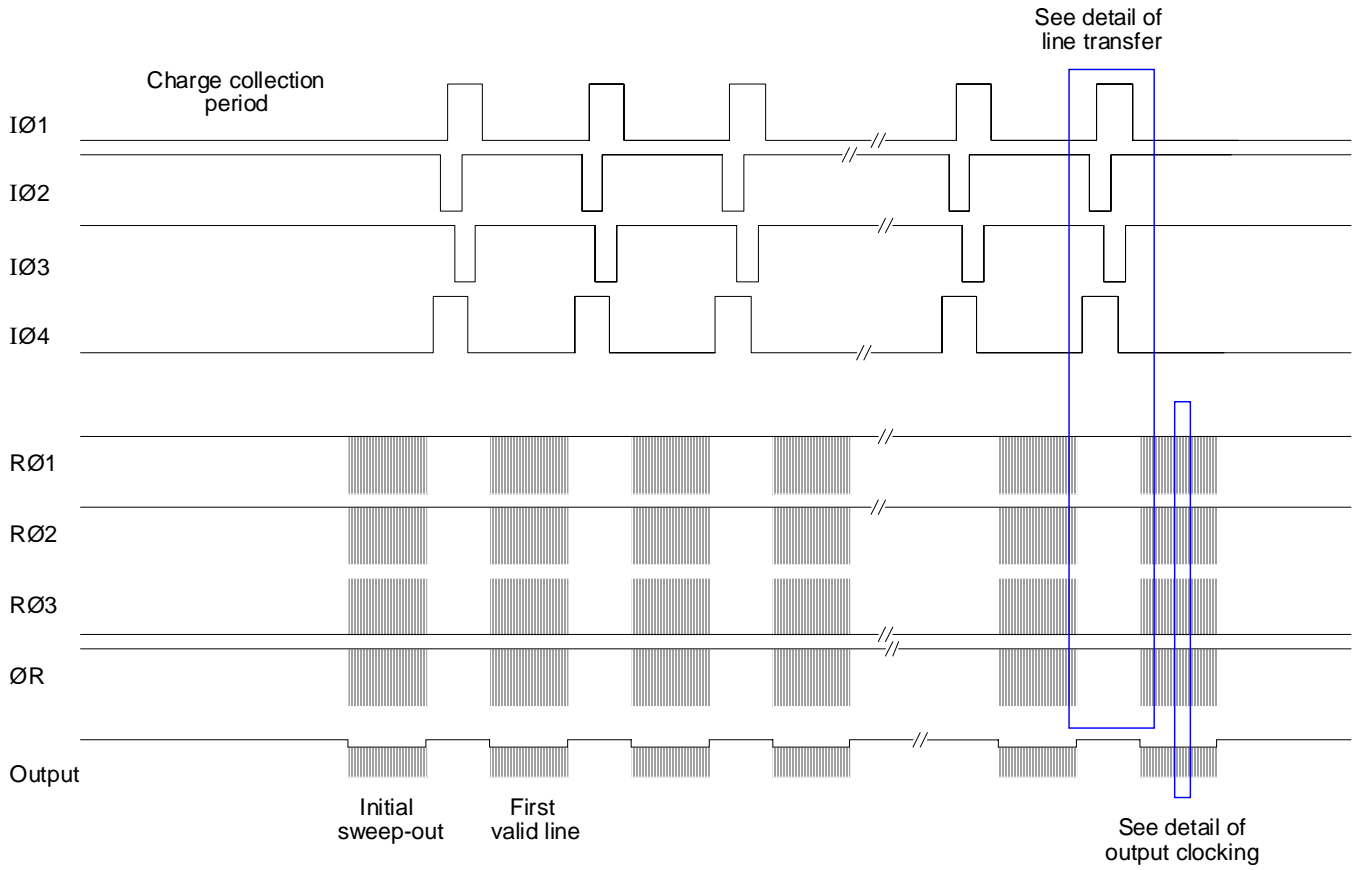 See detail of
line transfer
Charge collection
period
IØ1
IØ2
IØ3
IØ4
RØ1
RØ2
RØ3
ØR
Output
Initial
sweep-out
First
valid line
See detail of
output clocking